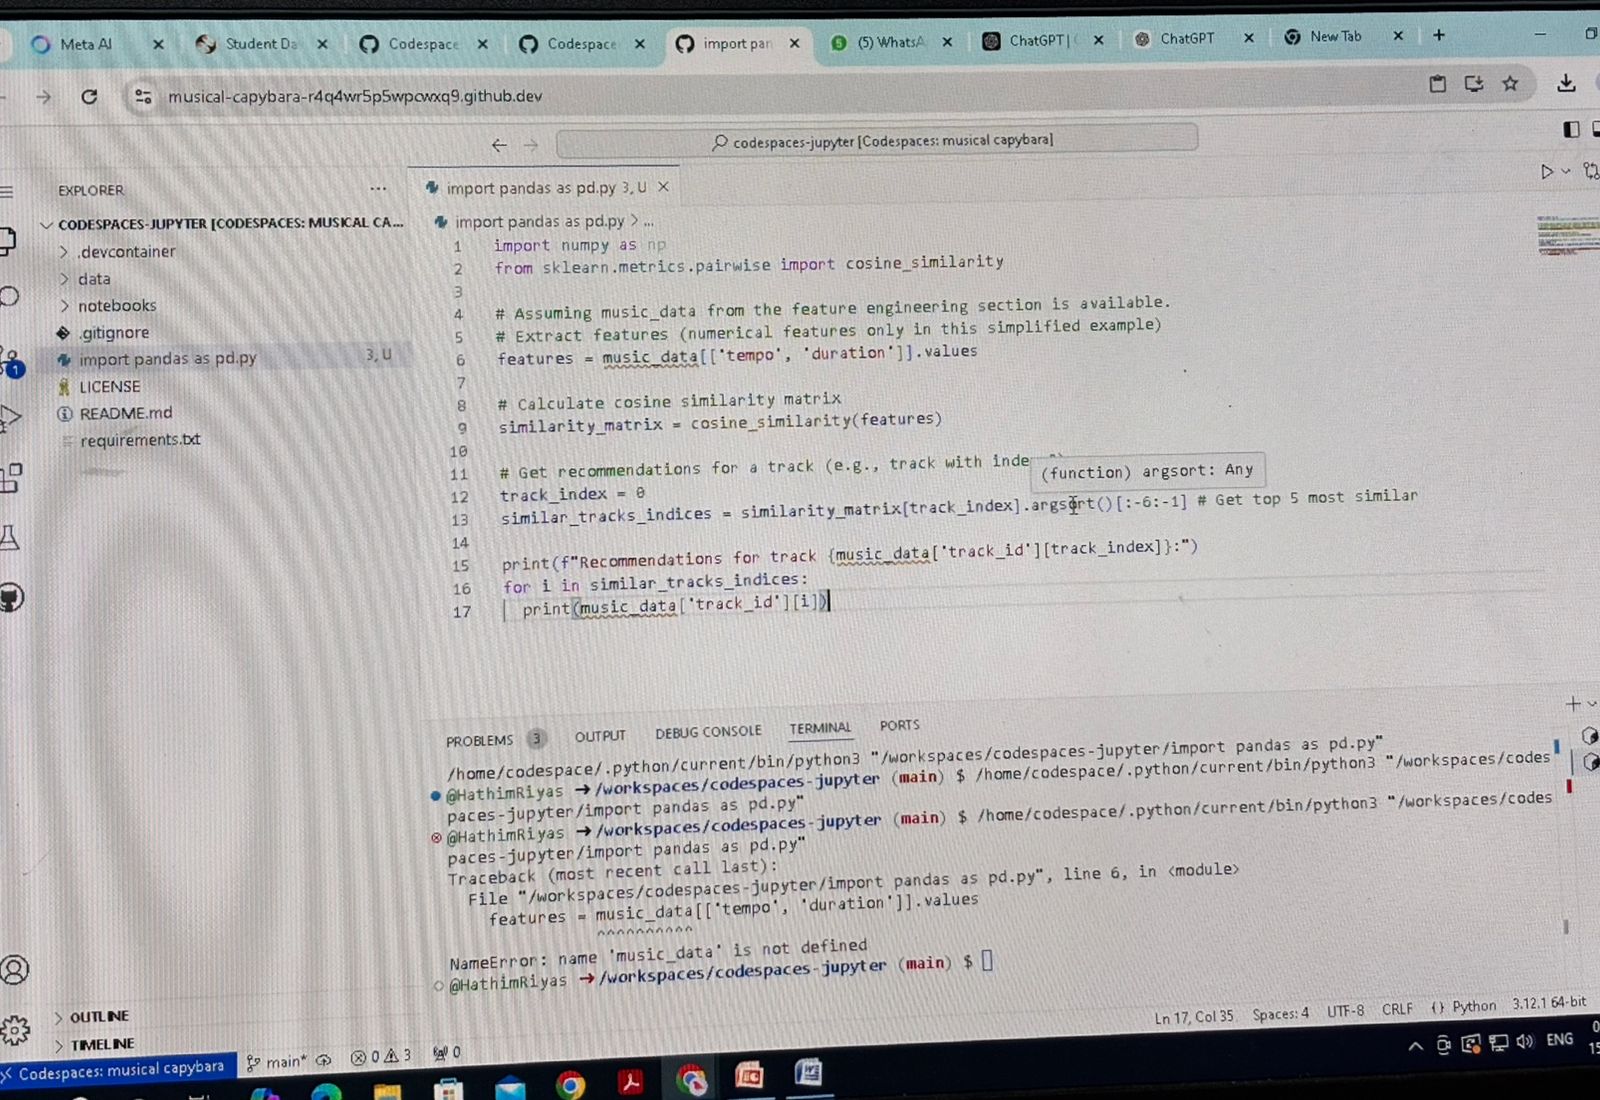 Meta AI
Student Da
Codespace
Codespace
import pan
(5) WhatsA
ChatGPT | C
ChatGPT
New Tab
musical-capybara-r4q4wr5p5wpcwxq9.github.dev
codespaces-jupyter [Codespaces: musical capybara]
EXPLORER
CODESPACES-JUPYTER [CODESPACES: MUSICAL CA...
.devcontainer
data
notebooks
.gitignore
import pandas as pd.py 3, U
LICENSE
README.md
requirements.txt
OUTLINE
TIMELINE
import pandas as pd.py 3, U
import pandas as pd.py > ...
1 import numpy as np
2 from sklearn.metrics.pairwise import cosine_similarity
3
4 # Assuming music_data from the feature engineering section is available.
5 # Extract features (numerical features only in this simplified example)
6 features = music_data[['tempo', 'duration']].values
7
8 # Calculate cosine similarity matrix
9 similarity_matrix = cosine_similarity(features)
10
11 # Get recommendations for a track (e.g., track with inde
(function) argsort: Any
12 track_index = 0
13 similar_tracks_indices = similarity_matrix[track_index].argsort()[:-6:-1] # Get top 5 most similar
14
15 print(f"Recommendations for track {music_data['track_id'][track_index]}:")
16 for i in similar_tracks_indices:
17 print(music_data['track_id'][i])
PROBLEMS 3 OUTPUT DEBUG CONSOLE TERMINAL PORTS
/home/codespace/.python/current/bin/python3 "/workspaces/codespaces-jupyter/import pandas as pd.py"
@HathimRiyas → /workspaces/codespaces-jupyter (main) $ /home/codespace/.python/current/bin/python3 "/workspaces/codes
paces-jupyter/import pandas as pd.py"
@HathimRiyas → /workspaces/codespaces-jupyter (main) $ /home/codespace/.python/current/bin/python3 "/workspaces/codes
paces-jupyter/import pandas as pd.py"
Traceback (most recent call last):
File "/workspaces/codespaces-jupyter/import pandas as pd.py", line 6, in <module>
features = music_data[['tempo', 'duration']].values
^^^^^^^^^^
NameError: name 'music_data' is not defined
@HathimRiyas → /workspaces/codespaces-jupyter (main) $
Codespaces: musical capybara main* 0 3 0 Ln 17, Col 35 Spaces: 4 UTF-8 CRLF {} Python 3.12.1 64-bit
ENG